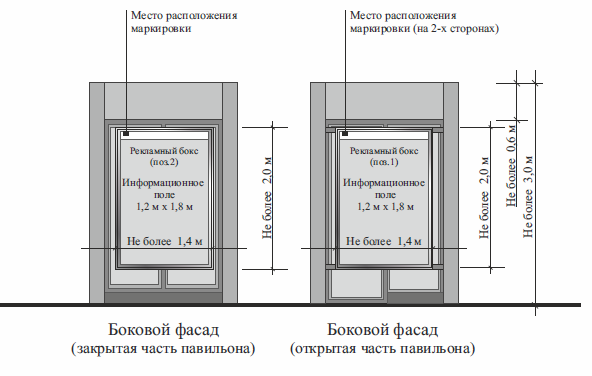 Место расположения
маркировки
Место расположения
маркировки (на 2-х сторонах)
Рекламный бокс
(поз.2)
Информационное
поле
1,2 м х 1,8 м
Не более 1,4 м
Не более 2,0 м
Рекламный бокс
(поз.1)
Информационное
поле
1,2 м х 1,8 м
Не более 1,4 м
Не более 2,0 м
Не более 0,6 м
Не более 3,0 м
Боковой фасад
(закрытая часть павильона)
Боковой фасад
(открытая часть павильона)